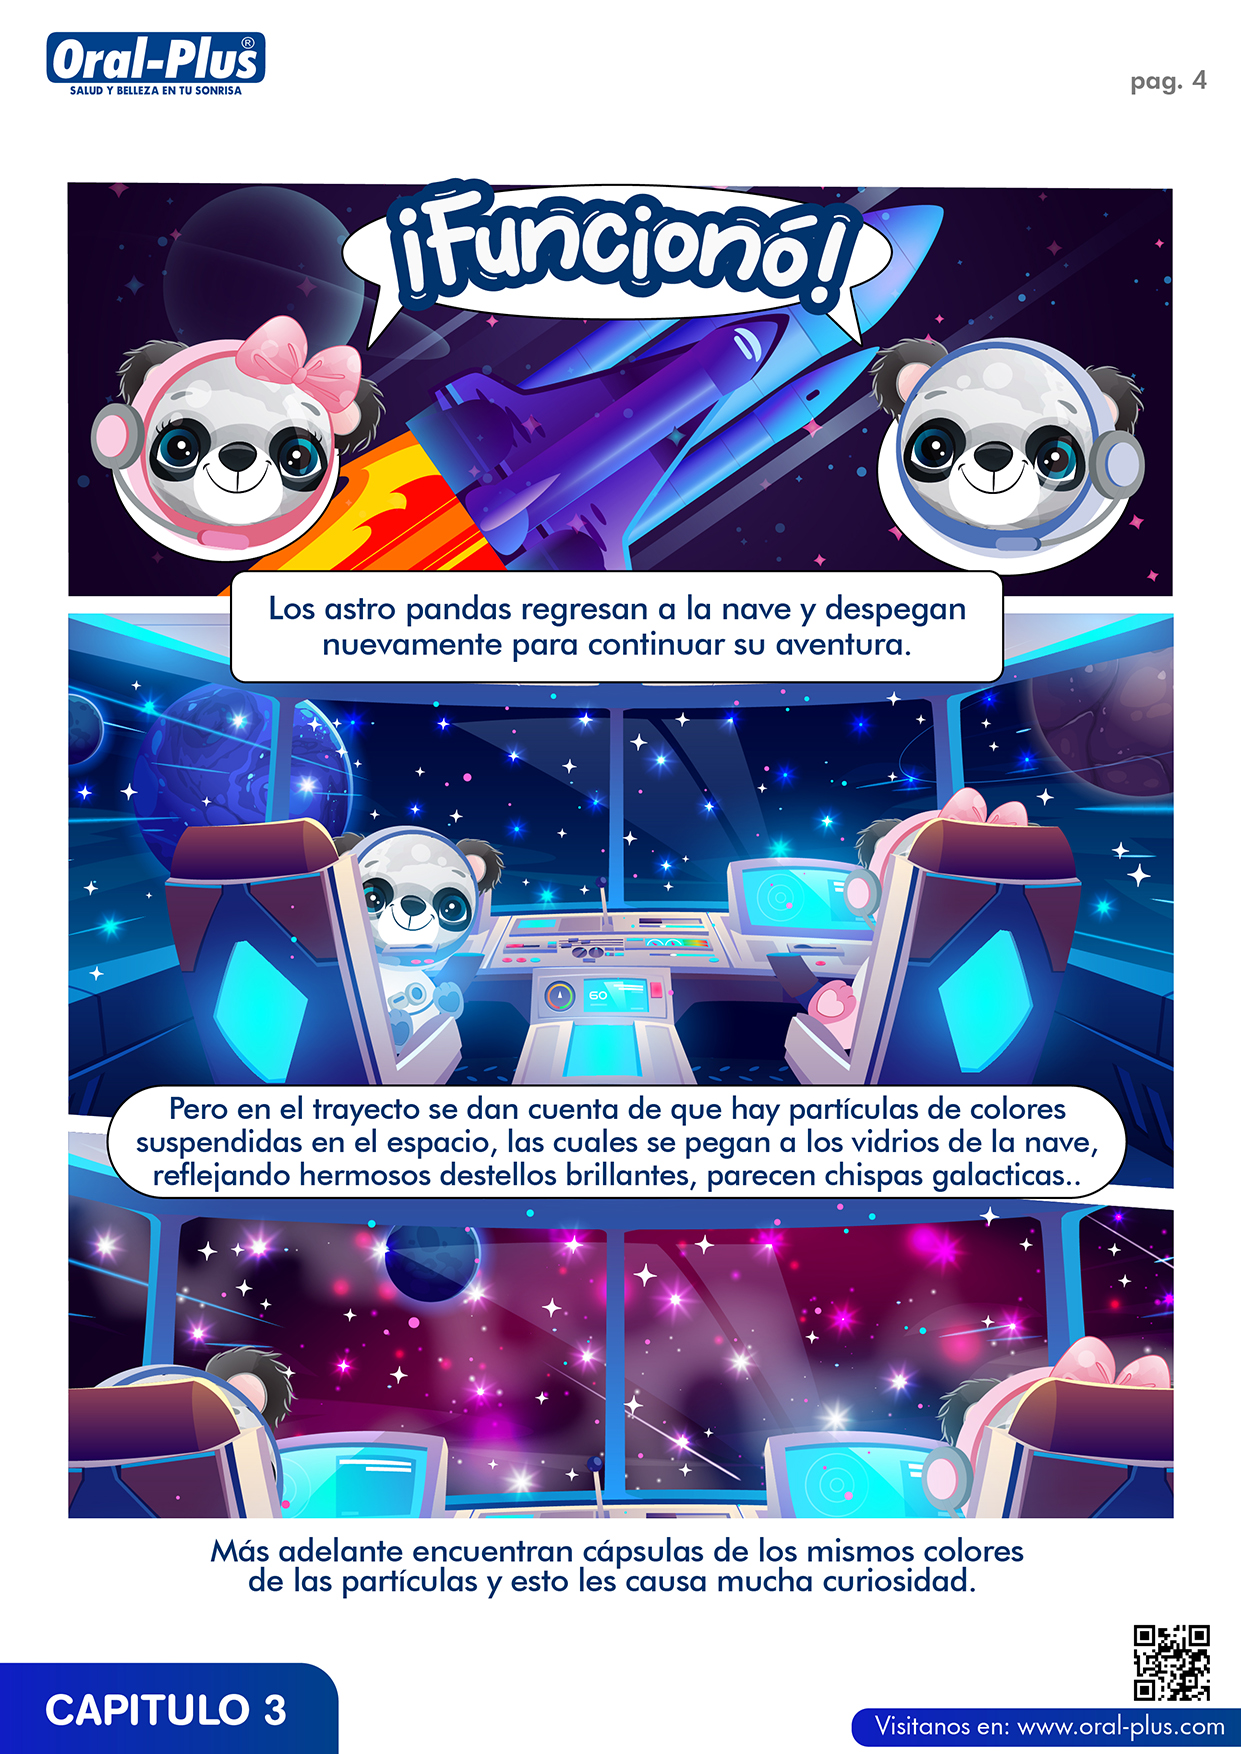 Oral-Plus®
SALUD Y BELLEZA EN TU SONRISA
pag. 4
¡Funcionó!
Los astro pandas regresan a la nave y despegan
nuevamente para continuar su aventura.
60
Pero en el trayecto se dan cuenta de que hay partículas de colores
suspendidas en el espacio, las cuales se pegan a los vidrios de la nave,
reflejando hermosos destellos brillantes, parecen chispas galacticas..
Más adelante encuentran cápsulas de los mismos colores
de las partículas y esto les causa mucha curiosidad.
CAPITULO 3
Visitanos en: www.oral-plus.com